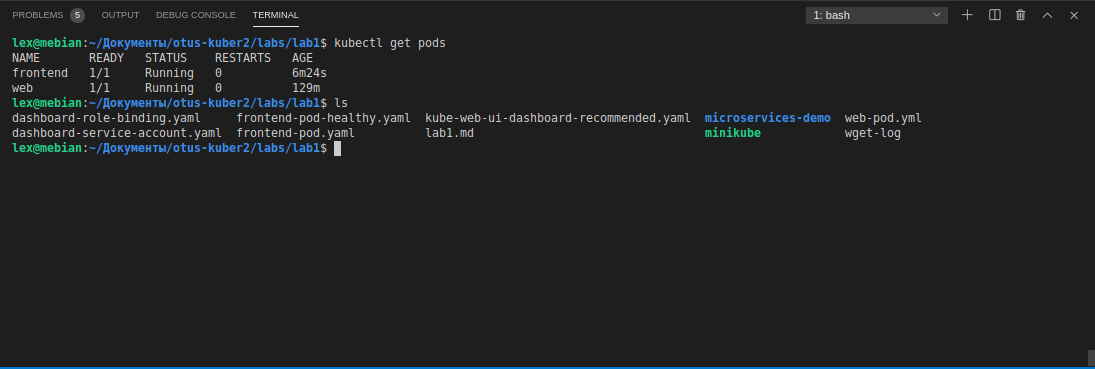 PROBLEMS 5 OUTPUT DEBUG CONSOLE TERMINAL 1: bash
lex@mebian:~/Документы/otus-kuber2/labs/lab1$ kubectl get pods
NAME READY STATUS RESTARTS AGE
frontend 1/1 Running 0 6m24s
web 1/1 Running 0 129m
lex@mebian:~/Документы/otus-kuber2/labs/lab1$ ls
dashboard-role-binding.yaml frontend-pod-healthy.yaml kube-web-ui-dashboard-recommended.yaml microservices-demo web-pod.yml
dashboard-service-account.yaml frontend-pod.yaml lab1.md minikube wget-log
lex@mebian:~/Документы/otus-kuber2/labs/lab1$